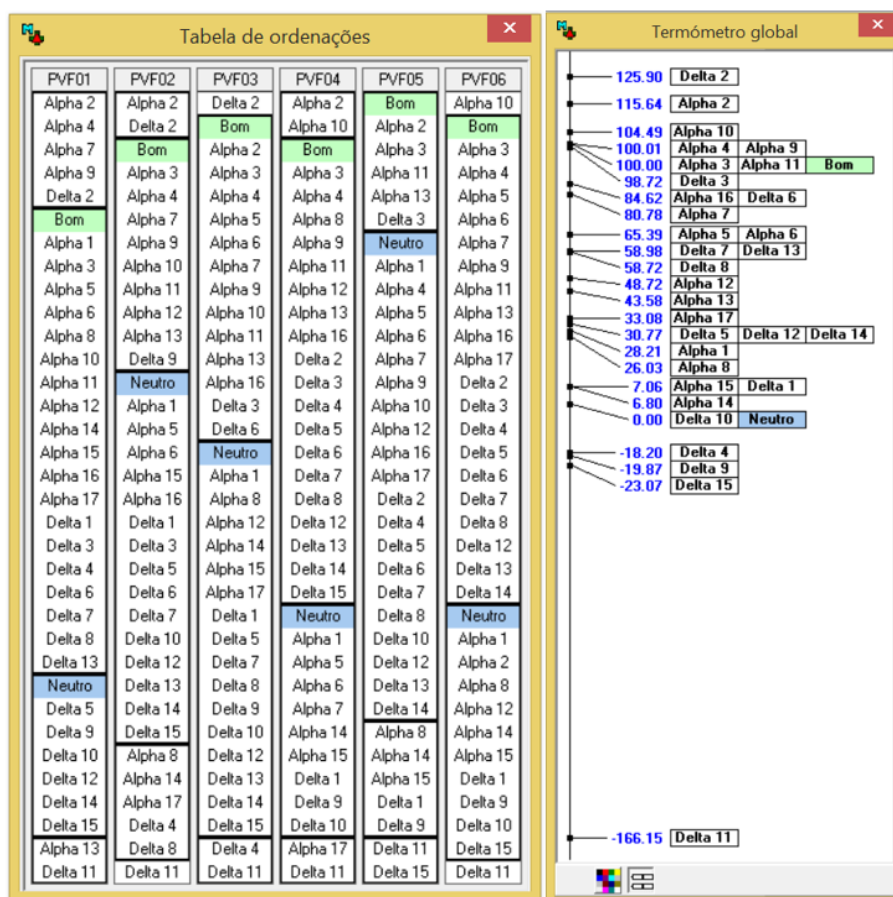 Tabela de ordenações
PVF01 PVF02 PVF03 PVF04 PVF05 PVF06
Alpha 2 Alpha 2 Delta 2 Alpha 2 Bom Alpha 10
Alpha 4 Delta 2 Bom Alpha 10 Alpha 2 Bom
Alpha 7 Bom Alpha 2 Bom Alpha 3 Alpha 3
Alpha 9 Alpha 3 Alpha 3 Alpha 3 Alpha 11 Alpha 4
Delta 2 Alpha 4 Alpha 4 Alpha 4 Alpha 13 Alpha 5
Bom Alpha 7 Alpha 5 Alpha 8 Delta 3 Alpha 6
Alpha 1 Alpha 9 Alpha 6 Alpha 9 Neutro Alpha 7
Alpha 3 Alpha 10 Alpha 7 Alpha 11 Alpha 1 Alpha 9
Alpha 5 Alpha 11 Alpha 9 Alpha 12 Alpha 4 Alpha 11
Alpha 6 Alpha 12 Alpha 10 Alpha 13 Alpha 5 Alpha 13
Alpha 8 Alpha 13 Alpha 11 Alpha 16 Alpha 6 Alpha 16
Alpha 10 Delta 9 Alpha 13 Delta 2 Alpha 7 Alpha 17
Alpha 11 Neutro Alpha 16 Delta 3 Alpha 9 Delta 2
Alpha 12 Alpha 1 Delta 3 Delta 4 Alpha 10 Delta 3
Alpha 14 Alpha 5 Delta 6 Delta 5 Alpha 12 Delta 4
Alpha 15 Alpha 6 Neutro Delta 6 Alpha 16 Delta 5
Alpha 16 Alpha 15 Alpha 1 Delta 7 Alpha 17 Delta 6
Alpha 17 Alpha 16 Alpha 8 Delta 8 Delta 2 Delta 7
Delta 1 Delta 1 Alpha 12 Delta 12 Delta 4 Delta 8
Delta 3 Delta 3 Alpha 14 Delta 13 Delta 5 Delta 12
Delta 4 Delta 5 Alpha 15 Delta 14 Delta 6 Delta 13
Delta 6 Delta 6 Alpha 17 Delta 15 Delta 7 Delta 14
Delta 7 Delta 7 Delta 1 Neutro Delta 8 Neutro
Delta 8 Delta 10 Delta 5 Alpha 1 Delta 10 Alpha 1
Delta 13 Delta 12 Delta 7 Alpha 5 Delta 12 Alpha 2
Neutro Delta 13 Delta 8 Alpha 6 Delta 13 Alpha 8
Delta 5 Delta 14 Delta 9 Alpha 7 Delta 14 Alpha 12
Delta 9 Delta 15 Delta 10 Alpha 14 Alpha 8 Alpha 14
Delta 10 Alpha 8 Delta 12 Alpha 15 Alpha 14 Alpha 15
Delta 12 Alpha 14 Delta 13 Delta 1 Alpha 15 Delta 1
Delta 14 Alpha 17 Delta 14 Delta 9 Delta 1 Delta 9
Delta 15 Delta 4 Delta 15 Delta 10 Delta 9 Delta 10
Alpha 13 Delta 8 Delta 4 Alpha 17 Delta 11 Delta 15
Delta 11 Delta 11 Delta 11 Delta 11 Delta 15 Delta 11
Termómetro global
125.90 Delta 2
115.64 Alpha 2
104.49 Alpha 10
100.01 Alpha 4 Alpha 9
100.00 Alpha 3 Alpha 11 Bom
98.72 Delta 3
84.62 Alpha 16 Delta 6
80.78 Alpha 7
65.39 Alpha 5 Alpha 6
58.98 Delta 7 Delta 13
58.72 Delta 8
48.72 Alpha 12
43.58 Alpha 13
33.08 Alpha 17
30.77 Delta 5 Delta 12 Delta 14
28.21 Alpha 1
26.03 Alpha 8
7.06 Alpha 15 Delta 1
6.80 Alpha 14
0.00 Delta 10 Neutro
-18.20 Delta 4
-19.87 Delta 9
-23.07 Delta 15
-166.15 Delta 11